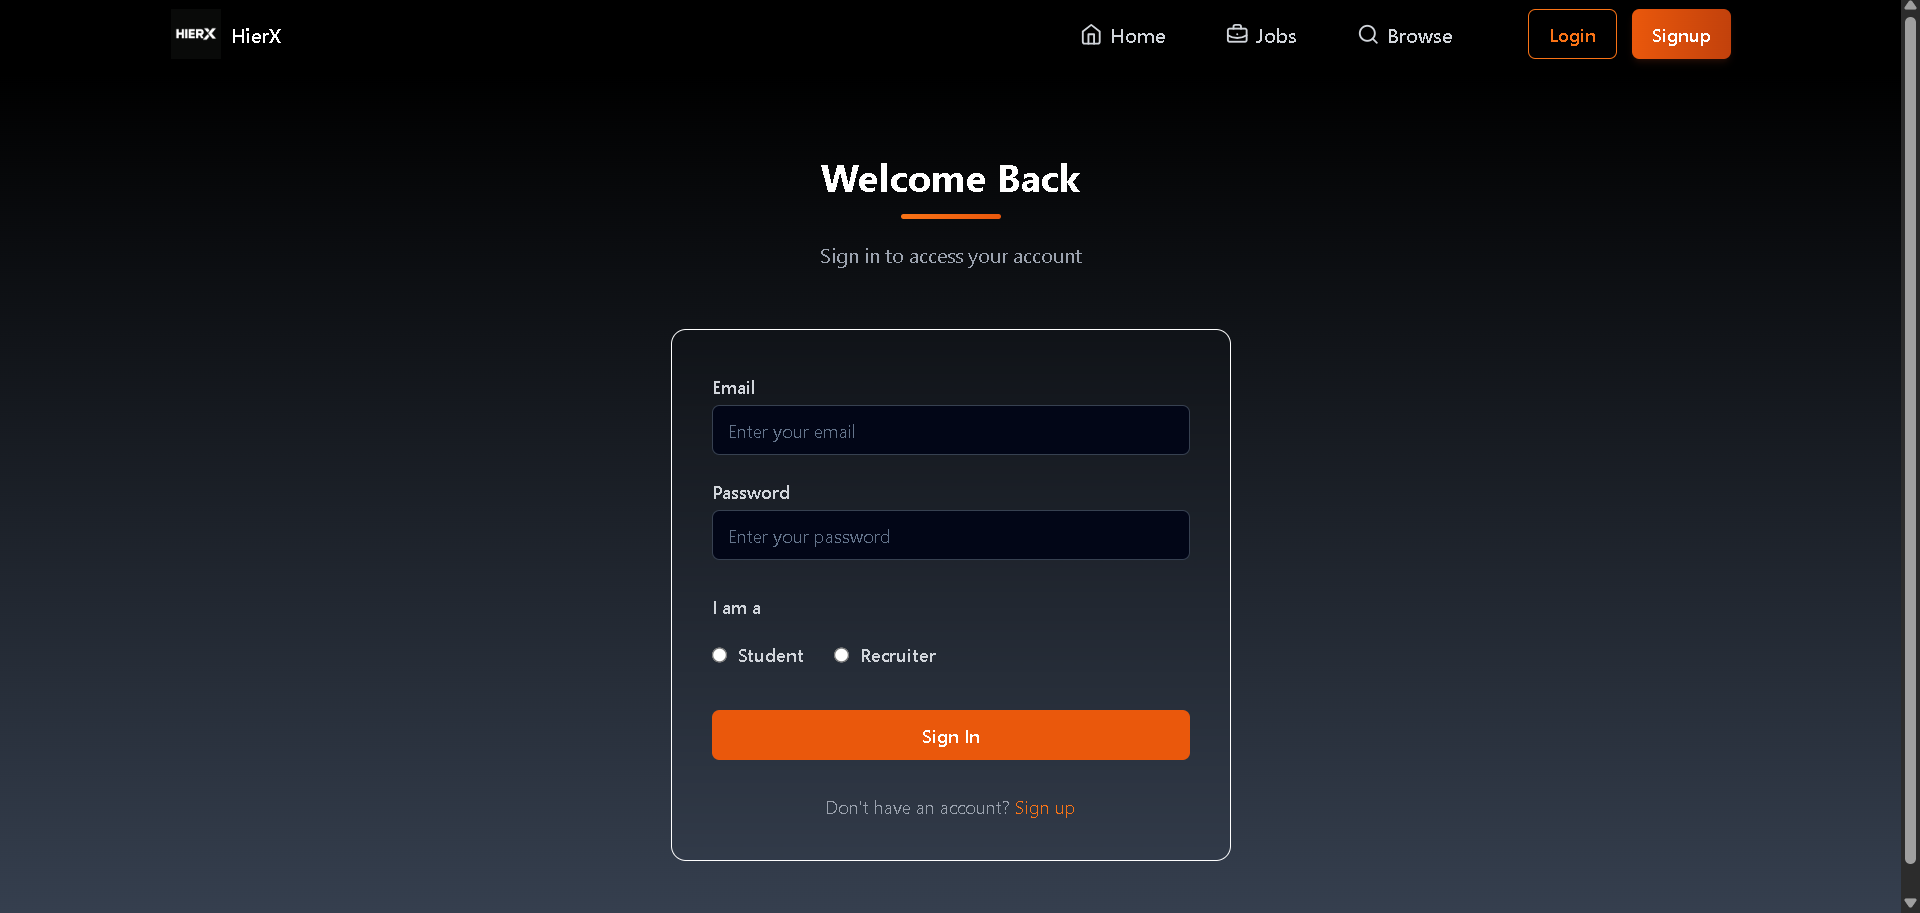 HIERX HierX Home Jobs Browse Login Signup
Welcome Back
Sign in to access your account
Email
Enter your email
Password
Enter your password
I am a
Student Recruiter
Sign In
Don't have an account? Sign up